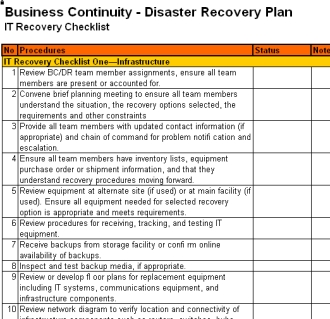 Business Continuity - Disaster Recovery Plan
IT Recovery Checklist
No Procedures Status Note
IT Recovery Checklist One—Infrastructure
1 Review BC/DR team member assignments, ensure all team
members are present or accounted for.
2 Convene brief planning meeting to ensure all team members
understand the situation, the recovery options selected, the
requirements and other constraints
3 Provide all team members with updated contact information (if
appropriate) and chain of command for problem notifi cation and
escalation.
4 Ensure all team members have inventory lists, equipment
purchase order or shipment information, and that they
understand recovery procedures moving forward.
5 Review equipment at alternate site (if used) or at main facility (if
used). Ensure all equipment needed for selected recovery
option is appropriate and meets requirements.
6 Review procedures for receiving, tracking, and testing IT
equipment.
7 Receive backups from storage facility or confi rm online
availability of backups.
8 Inspect and test backup media, if appropriate.
9 Review or develop fl oor plans for replacement equipment
including IT systems, communications equipment, and
infrastructure components.
10 Review network diagram to verify location and connectivity of
infrastructure components such as routers, switches, hubs,